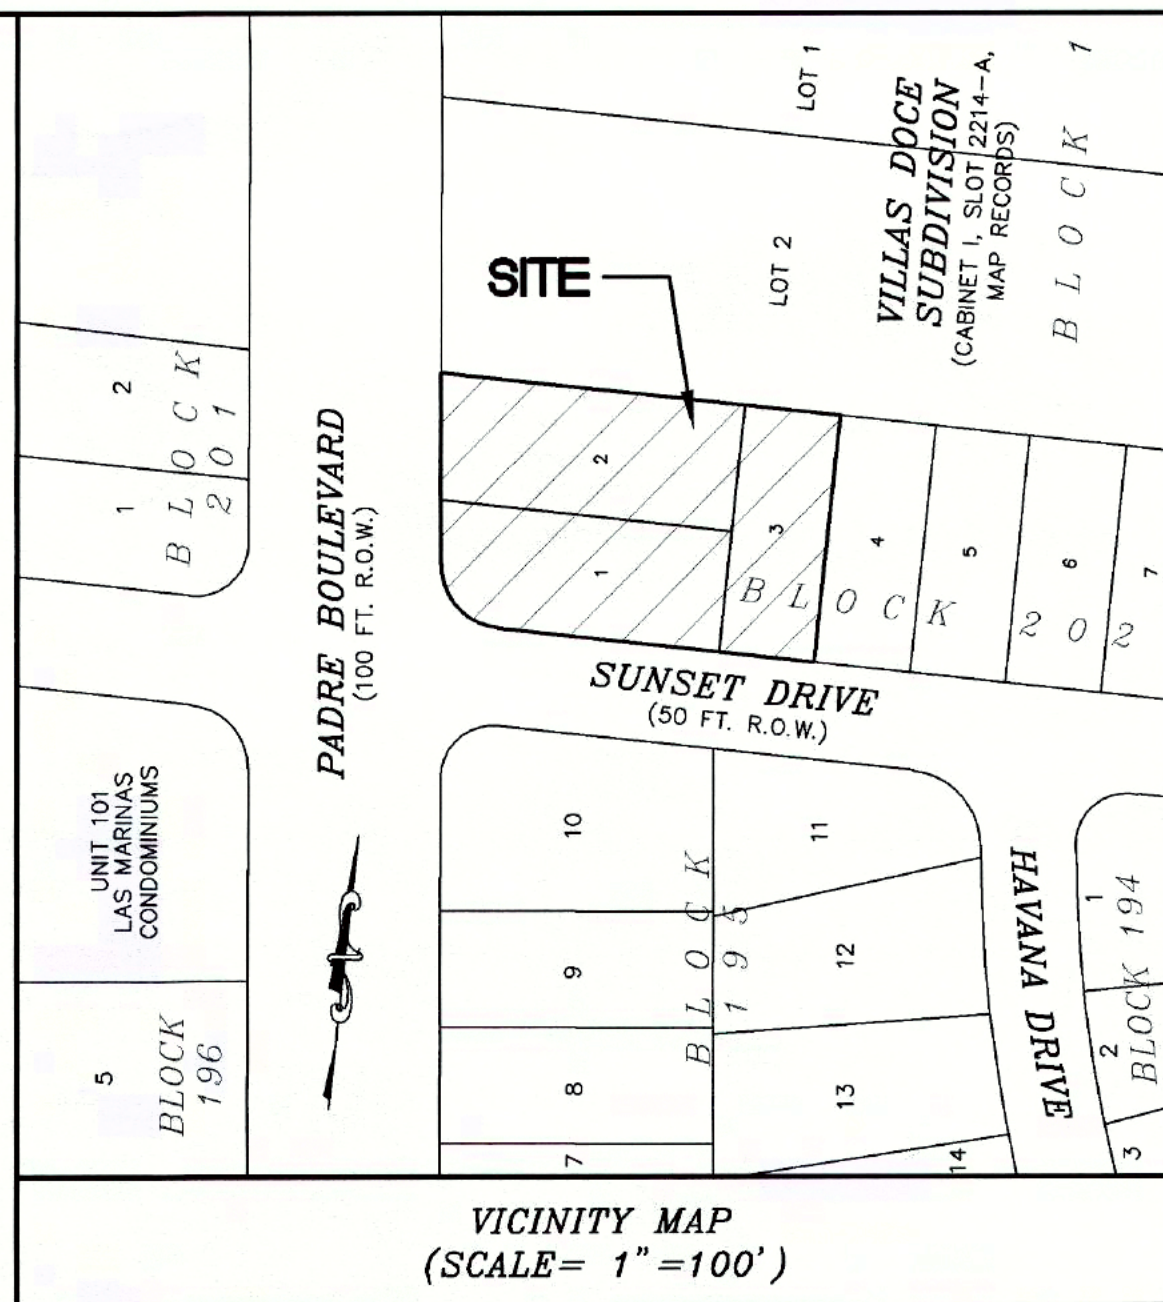 LOT 1
VILLAS DOCE
SUBDIVISION
(CABINET I, SLOT 2214-A,
MAP RECORDS)
BLOCK 1
LOT 2
SITE
2
1
BLOCK
201
PADRE BOULEVARD
(100 FT. R.O.W.)
2
1
3
4
5
6
7
BLOCK 202
SUNSET DRIVE
(50 FT. R.O.W.)
UNIT 101
LAS MARINAS
CONDOMINIUMS
5
BLOCK
196
10
9
8
7
BLOCK
195
11
12
13
14
HAVANA DRIVE
1
2
3
BLOCK 194
VICINITY MAP
(SCALE= 1"=100')